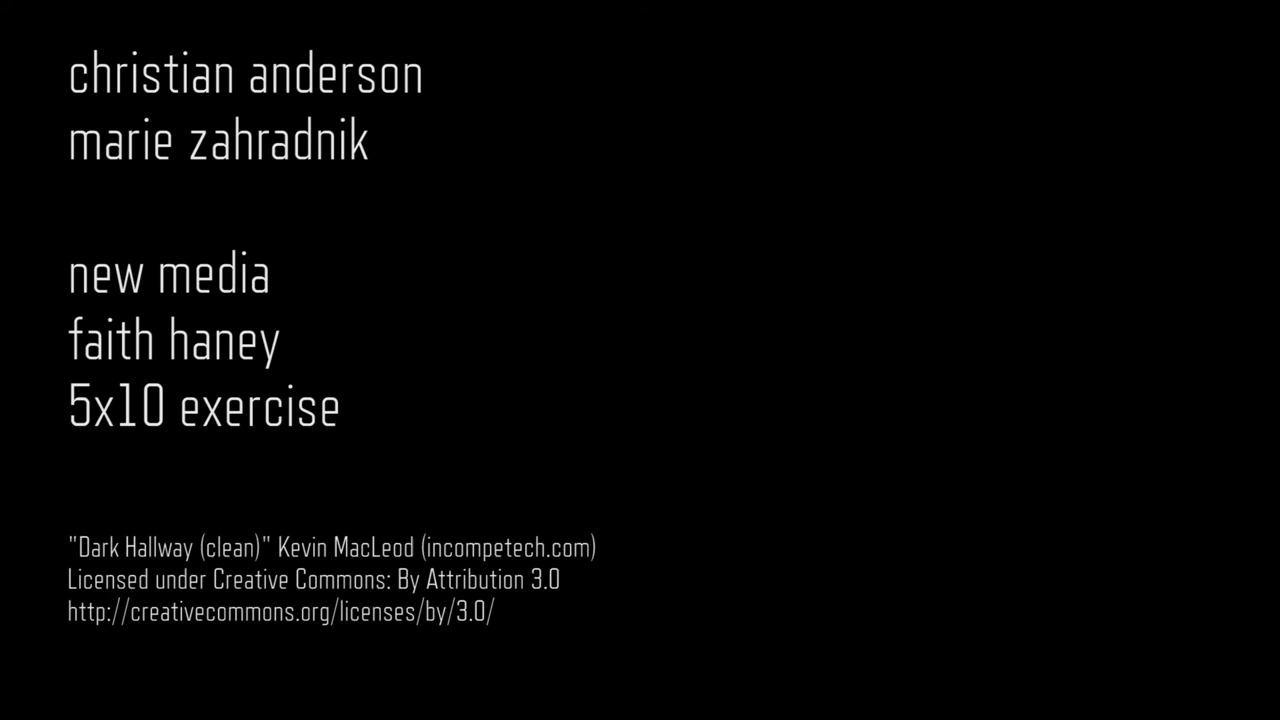 christian anderson
marie zahradnik
new media
faith haney
5x10 exercise
"Dark Hallway (clean)" Kevin MacLeod (incompetech.com)
Licensed under Creative Commons: By Attribution 3.0
http://creativecommons.org/licenses/by/3.0/